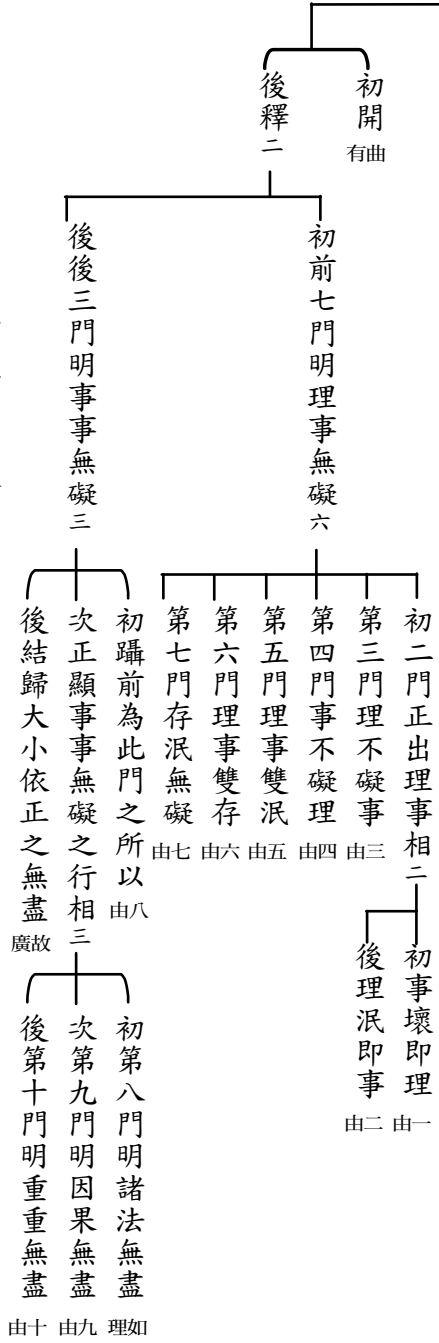 初開 有曲
後釋二
初前七門明理事無礙六
初二門正出理事相二
初事壞即理 由一
後理泯即事 由二
第三門理不礙事 由三
第四門事不礙理 由四
第五門理事雙泯 由五
第六門理事雙存 由六
第七門存泯無礙 由七
後後三門明事事無礙三
初躡前為此門之所以 由八
次正顯事事無礙之行相三
初第八門明諸法無盡 理如
次第九門明因果無盡 由九
後第十門明重重無盡 由十
後結歸大小依正之無盡 廣故